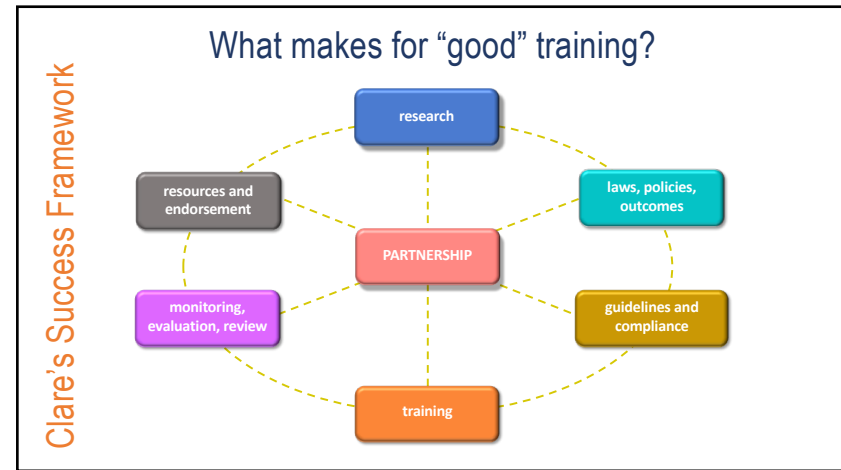 What makes for “good” training?
Clare’s Success Framework
research
resources and
endorsement
laws, policies,
outcomes
PARTNERSHIP
monitoring,
evaluation, review
guidelines and
compliance
training